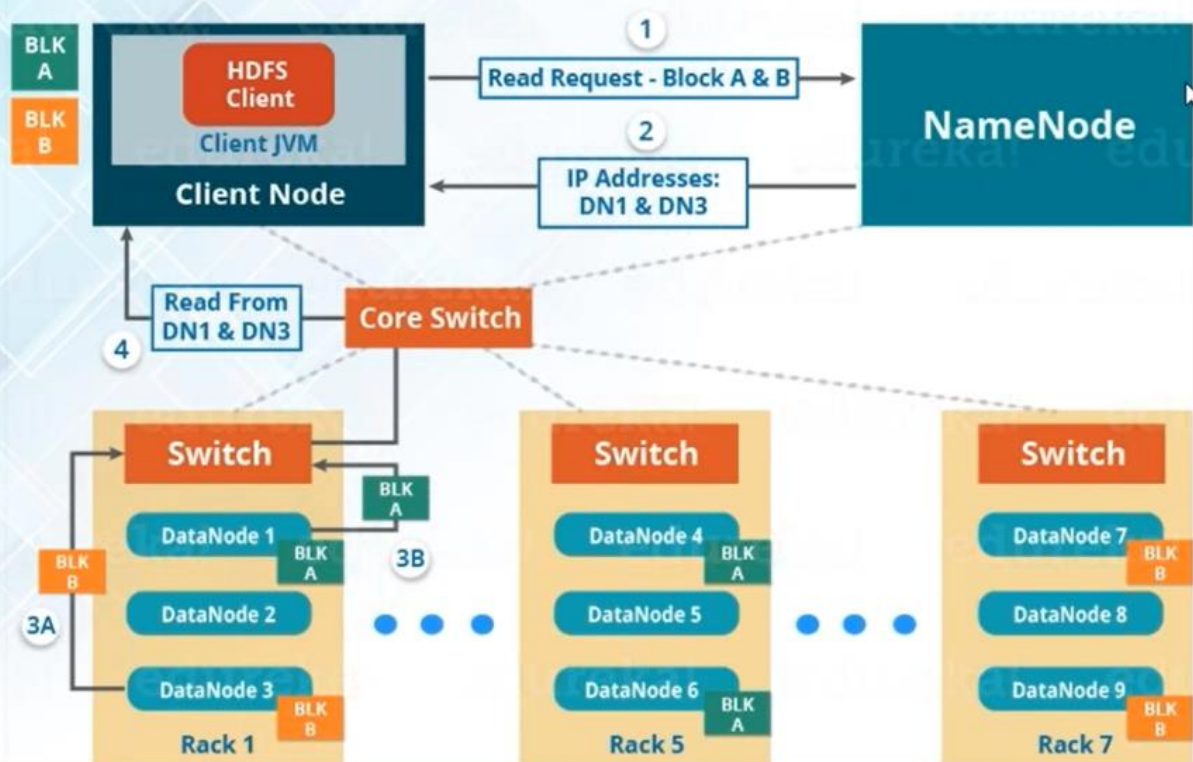 BLK
A
BLK
B
HDFS
Client
Client JVM
Client Node
1
Read Request - Block A & B
2
IP Addresses:
DN1 & DN3
NameNode
edureka!
Read From
DN1 & DN3
4
Core Switch
Switch
BLK
A
DataNode 1
BLK
A
3B
BLK
B
3A
DataNode 2
DataNode 3
BLK
B
Rack 1
Switch
DataNode 4
BLK
A
DataNode 5
DataNode 6
BLK
A
Rack 5
Switch
DataNode 7
BLK
B
DataNode 8
DataNode 9
BLK
B
Rack 7